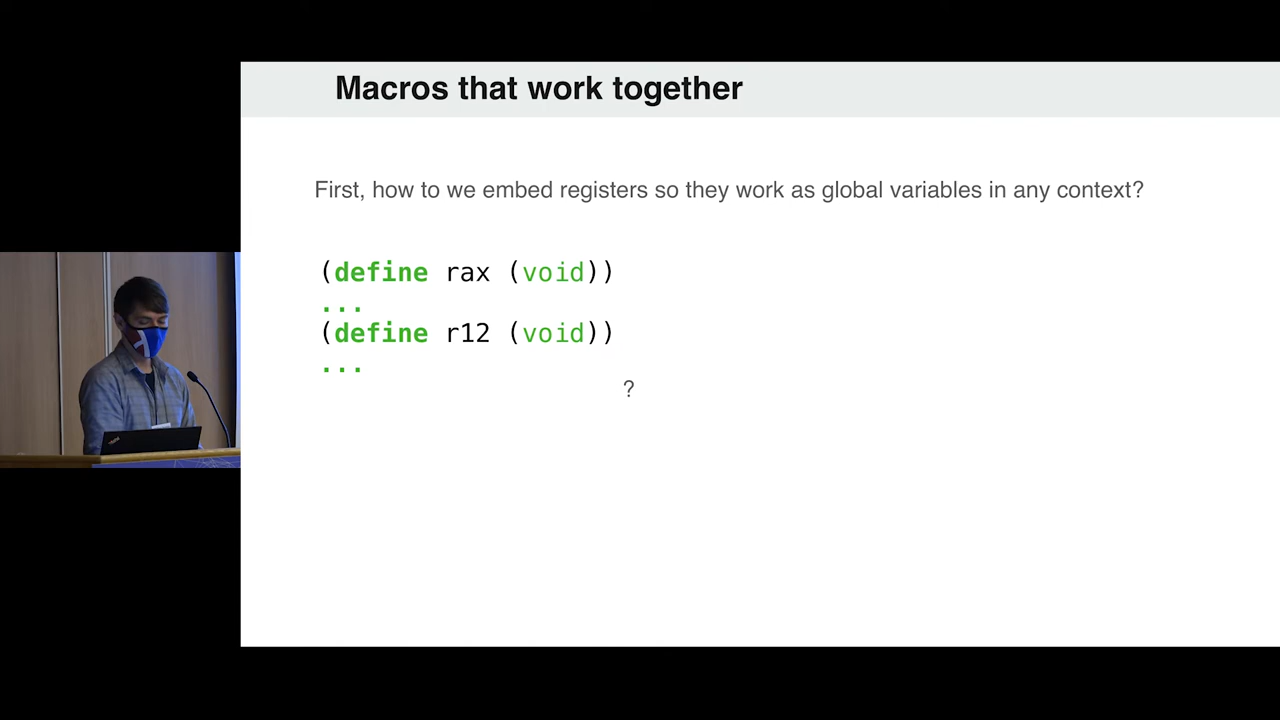 Macros that work together
First, how to we embed registers so they work as global variables in any context?
(define rax (void))
...
(define r12 (void))
...
?